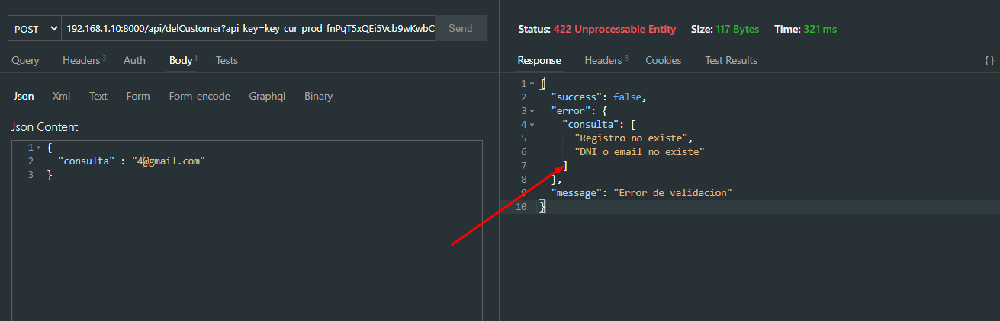 POST 192.168.1.10:8000/api/delCustomer?api_key=key_cur_prod_fnPqT5xQEi5Vcb9wKwbC Send
Query Headers 3 Auth Body 1 Tests
Json Xml Text Form Form-encode Graphql Binary
Json Content
1 {
2 "consulta" : "4@gmail.com"
3 }
Status: 422 Unprocessable Entity Size: 117 Bytes Time: 321 ms
Response Headers 8 Cookies Test Results {}
1 {
2 "success": false,
3 "error": {
4 "consulta": [
5 "Registro no existe",
6 "DNI o email no existe"
7 ]
8 },
9 "message": "Error de validacion"
10 }